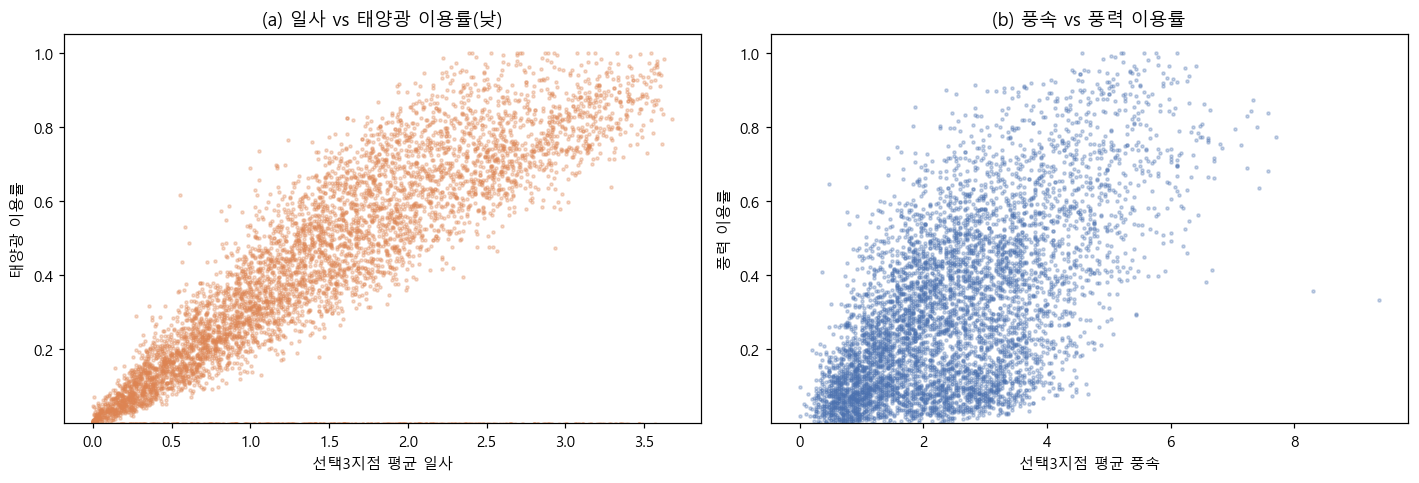 (a) 일사 vs 태양광 이용률(낮)
태양광 이용률
1.0
0.8
0.6
0.4
0.2
0.0 0.5 1.0 1.5 2.0 2.5 3.0 3.5
선택3지점 평균 일사
(b) 풍속 vs 풍력 이용률
풍력 이용률
1.0
0.8
0.6
0.4
0.2
0 2 4 6 8
선택3지점 평균 풍속